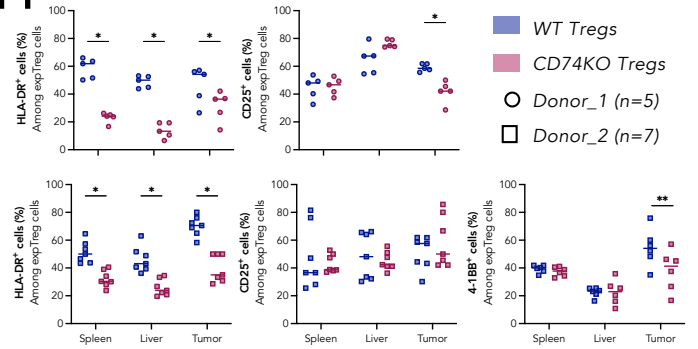 HLA-DR⁺ cells (%)
Among expTreg cells
100
80
60
40
20
0
*
*
*
CD25⁺ cells (%)
Among expTreg cells
100
80
60
40
20
0
*
WT Tregs
CD74KO Tregs
Donor_1 (n=5)
Donor_2 (n=7)
HLA-DR⁺ cells (%)
Among expTreg cells
100
80
60
40
20
0
*
*
*
Spleen Liver Tumor
CD25⁺ cells (%)
Among expTreg cells
100
80
60
40
20
0
Spleen Liver Tumor
4-1BB⁺ cells (%)
Among expTreg cells
100
80
60
40
20
0
**
Spleen Liver Tumor